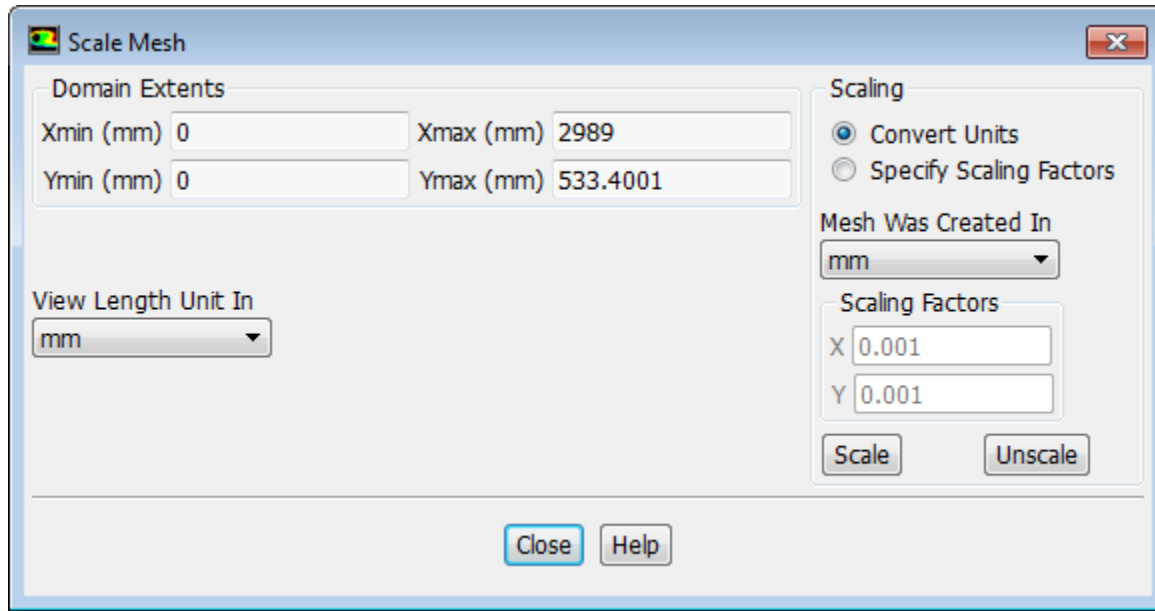 Scale Mesh
Domain Extents
Xmin (mm) 0 Xmax (mm) 2989
Ymin (mm) 0 Ymax (mm) 533.4001
View Length Unit In
mm
Scaling
Convert Units
Specify Scaling Factors
Mesh Was Created In
mm
Scaling Factors
X 0.001
Y 0.001
Scale Unscale
Close Help